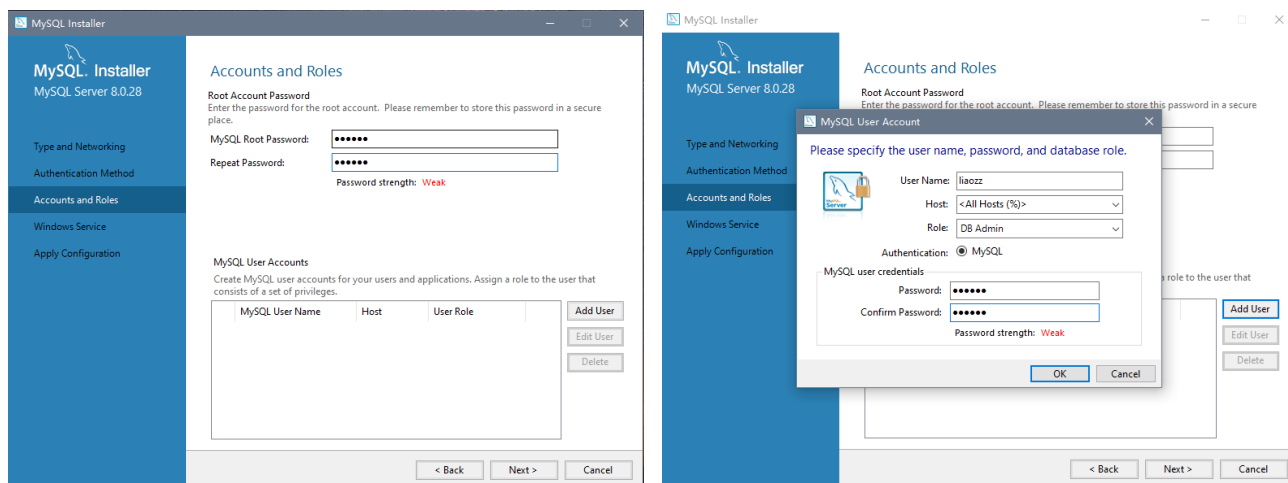 MySQL Installer
MySQL. Installer
MySQL Server 8.0.28
Type and Networking
Authentication Method
Accounts and Roles
Windows Service
Apply Configuration
Accounts and Roles
Root Account Password
Enter the password for the root account. Please remember to store this password in a secure
place.
MySQL Root Password: ●●●●●●
Repeat Password: ●●●●●●
Password strength: Weak
MySQL User Accounts
Create MySQL user accounts for your users and applications. Assign a role to the user that
consists of a set of privileges.
MySQL User Name Host User Role
Add User
Edit User
Delete
< Back Next > Cancel
MySQL Installer
MySQL. Installer
MySQL Server 8.0.28
Type and Networking
Authentication Method
Accounts and Roles
Windows Service
Apply Configuration
Accounts and Roles
Root Account Password
Enter the password for the root account. Please remember to store this password in a secure
MySQL User Account
Please specify the user name, password, and database role.
MySQL
Server
User Name: liaozz
Host: <All Hosts (%)>
Role: DB Admin
Authentication: MySQL
MySQL user credentials
Password: ●●●●●●
Confirm Password: ●●●●●●
Password strength: Weak
OK Cancel
a role to the user that
Add User
Edit User
Delete
< Back Next > Cancel